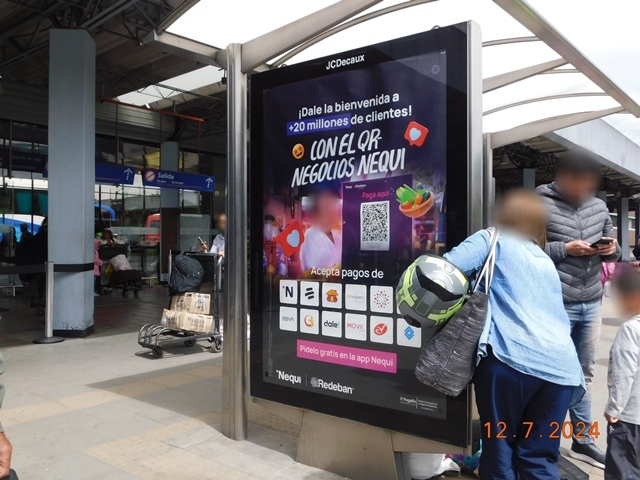 JCDecaux
¡Dale la bienvenida a
+20 millones de clientes!
CON EL QR
NEGOCIOS NEQUI
Paga aquí
Salida
Acepta pagos de
N
BBVA
dale!
MOVii
Pídelo gratis en la app Nequi
Nequi Redeban
12.7.2024